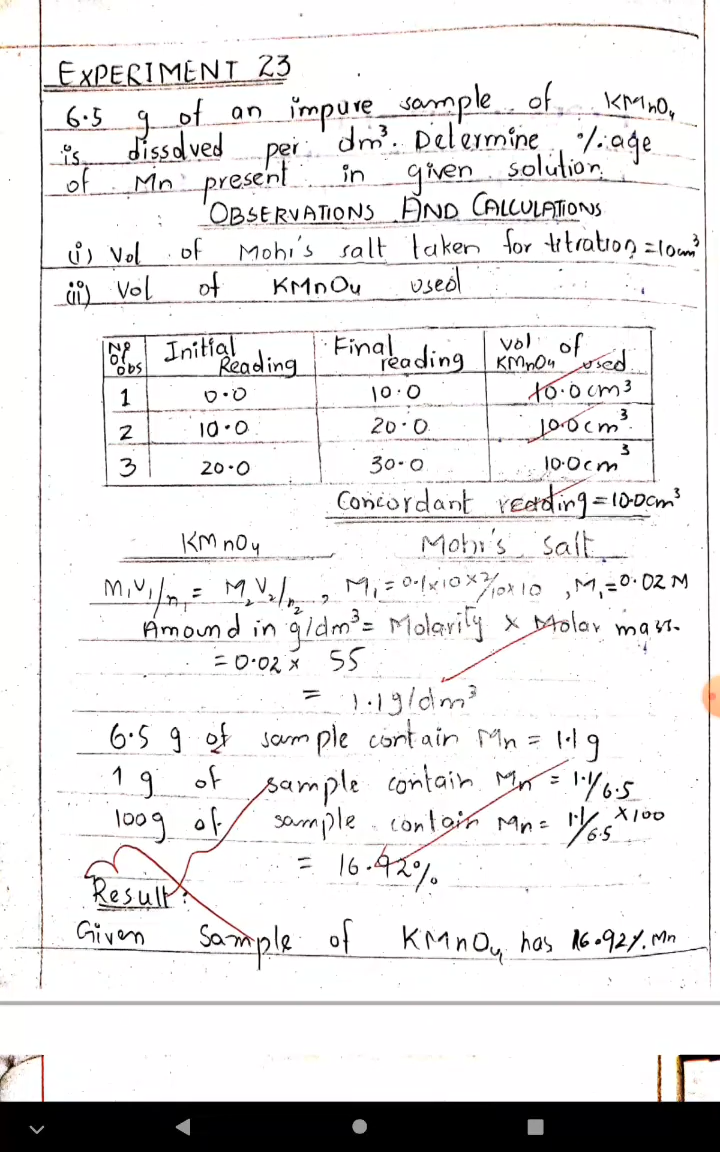 EXPERIMENT 23
6.5 g of an impure sample of KMnO₄
is dissolved per dm³. Determine %age
of Mn present in given solution.
OBSERVATIONS AND CALCULATIONS
(i) Vol of Mohr's salt taken for titration = 10cm³
(ii) Vol of KMnO₄ used
No of obs | Initial Reading | Final reading | Vol of KMnO₄ used
1 | 0.0 | 10.0 | 10.0cm³
2 | 10.0 | 20.0 | 10.0cm³
3 | 20.0 | 30.0 | 10.0cm³
Concordant reading = 10.0cm³
KMnO₄ Mohr's salt
M₁V₁/n₁ = M₂V₂/n₂ , M₁ = 0.1x10x2/10x10 , M₁=0.02 M
Amound in g/dm³ = Molarity x Molar mass.
= 0.02 x 55
= 1.1g/dm³
6.5 g of sample contain Mn = 1.1 g
1 g of sample contain Mn = 1.1/6.5
100g of sample contain Mn = 1.1/6.5 x100
= 16.92%
Result:
Given Sample of KMnO₄ has 16.92%. Mn